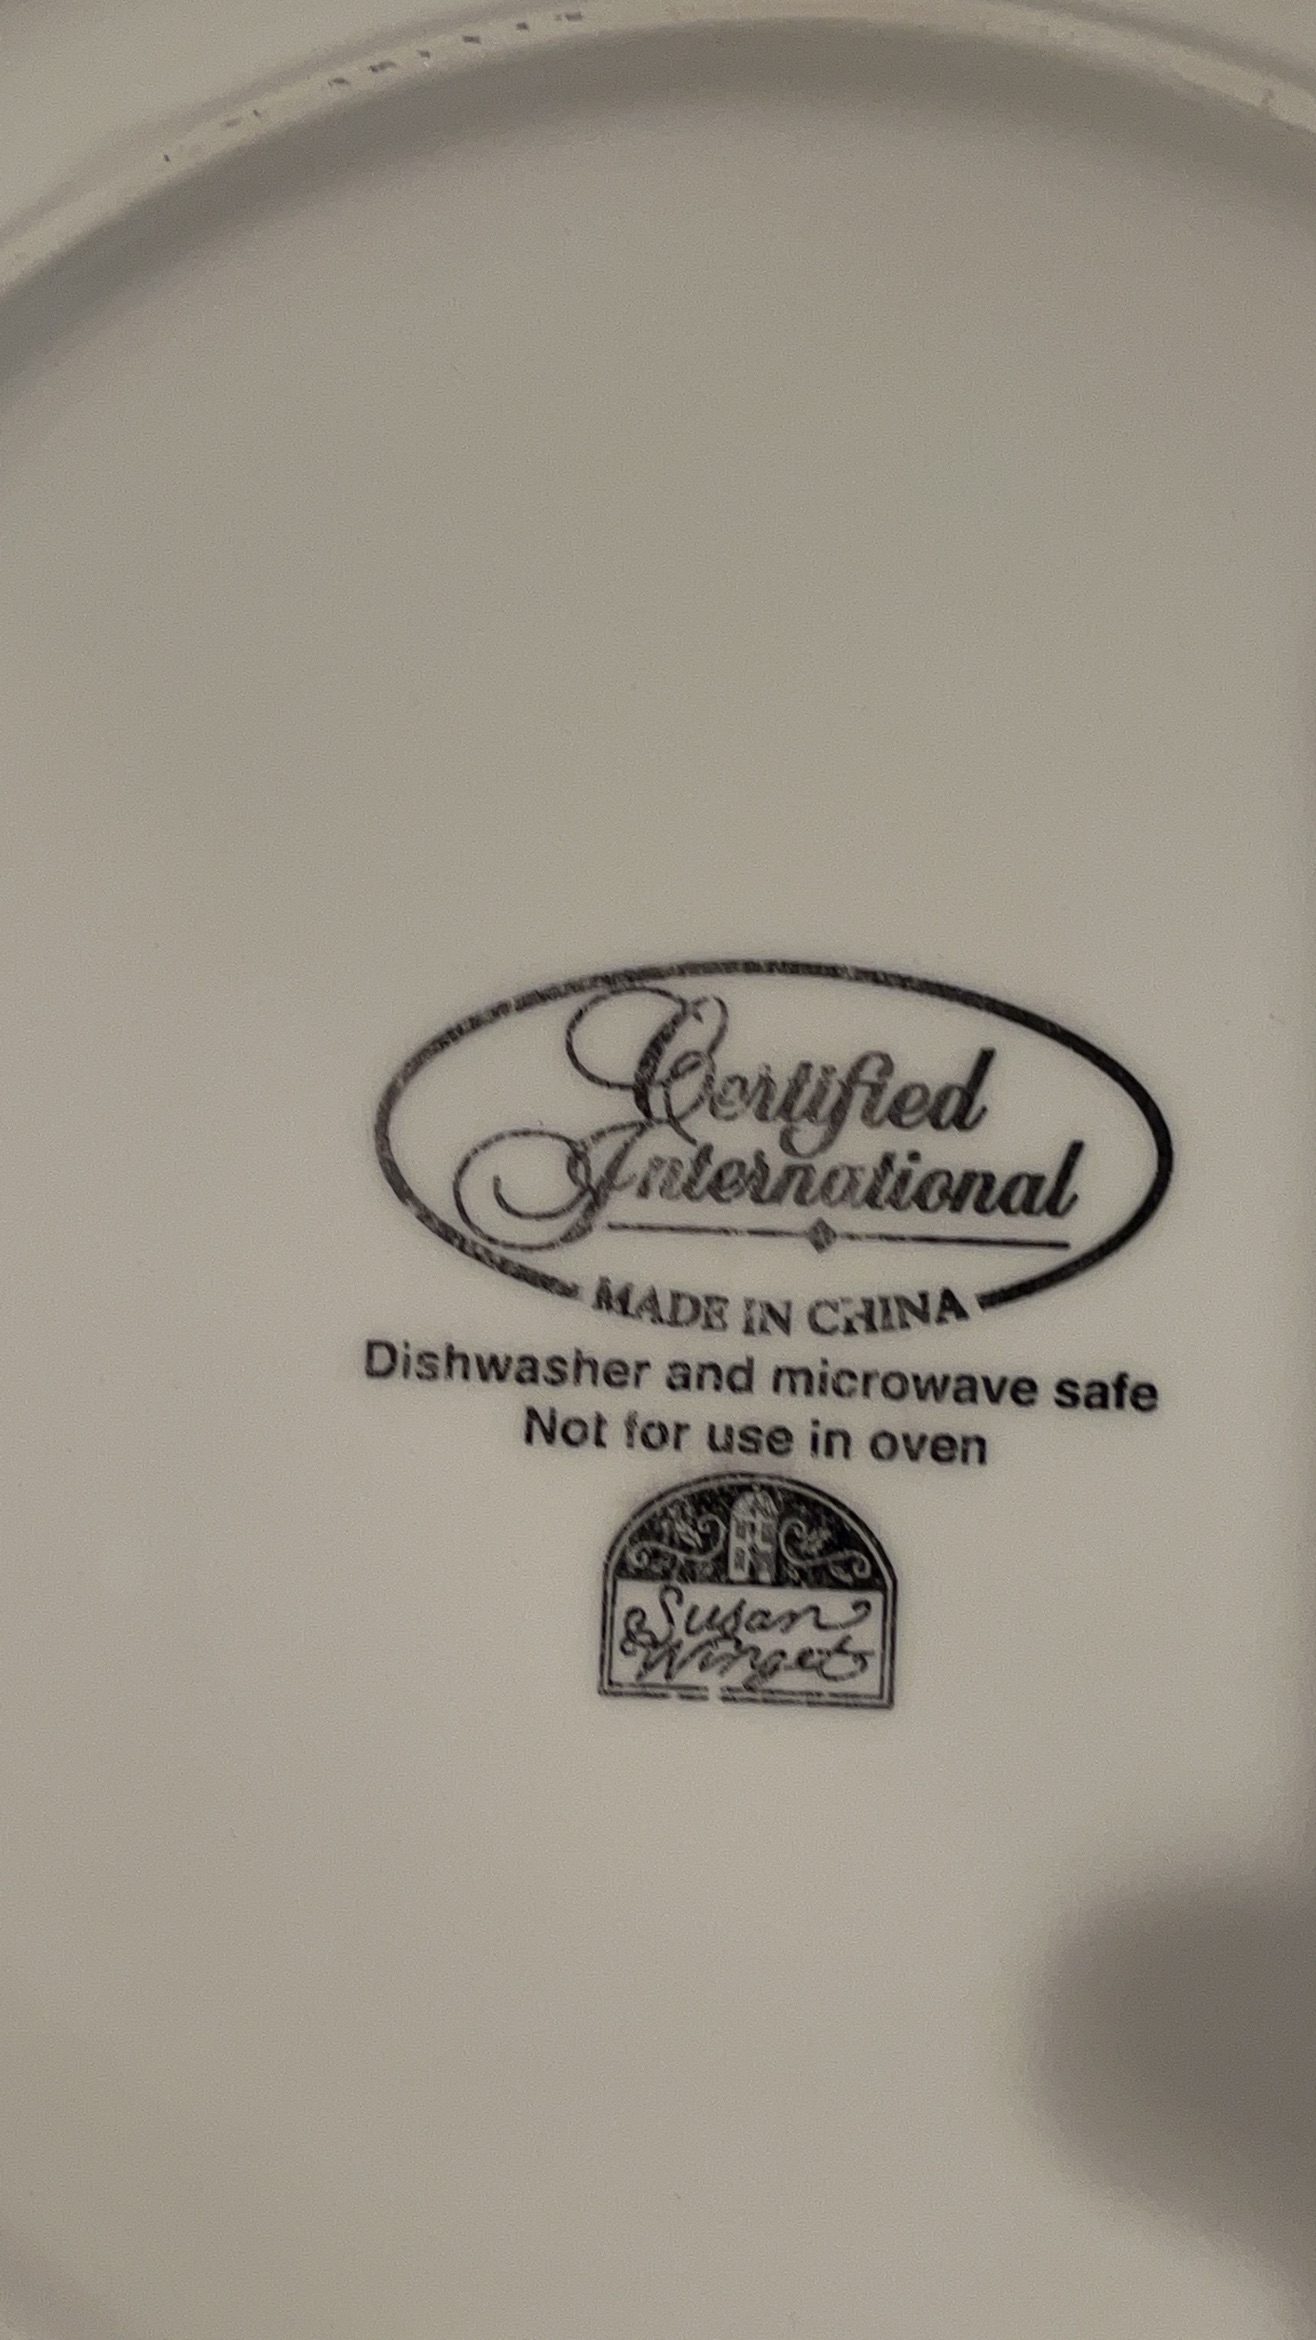 Certified
International
MADE IN CHINA
Dishwasher and microwave safe
Not for use in oven
Susan
Winget